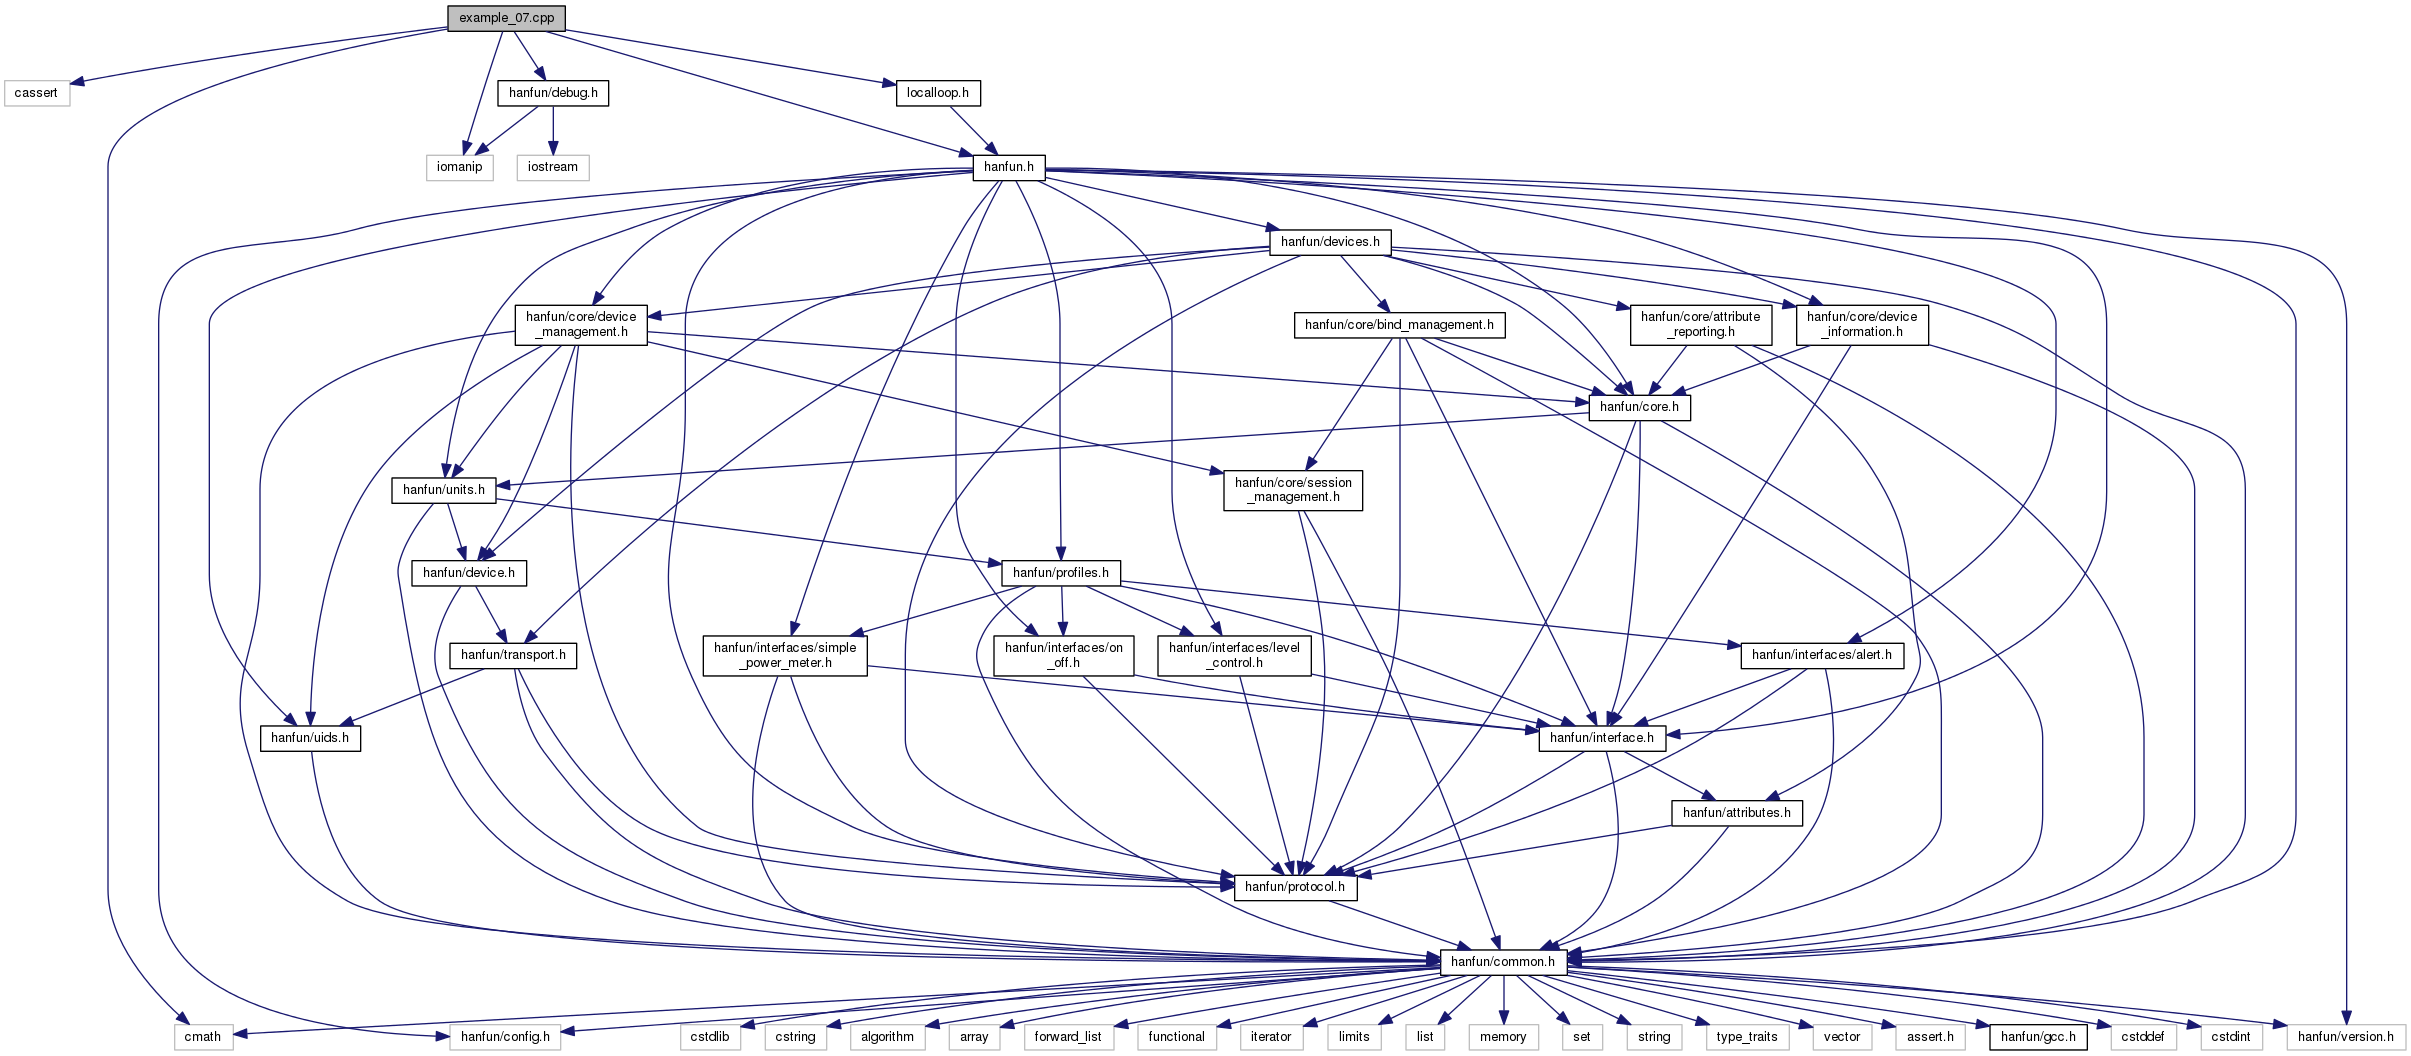 example_07.cpp
cassert
hanfun/debug.h
localloop.h
iomanip
iostream
hanfun.h
hanfun/devices.h
hanfun/core/device
_management.h
hanfun/core/bind_management.h
hanfun/core/attribute
_reporting.h
hanfun/core/device
_information.h
hanfun/core.h
hanfun/units.h
hanfun/core/session
_management.h
hanfun/device.h
hanfun/profiles.h
hanfun/transport.h
hanfun/interfaces/simple
_power_meter.h
hanfun/interfaces/on
_off.h
hanfun/interfaces/level
_control.h
hanfun/interfaces/alert.h
hanfun/uids.h
hanfun/interface.h
hanfun/attributes.h
hanfun/protocol.h
hanfun/common.h
cmath
hanfun/config.h
cstdlib
cstring
algorithm
array
forward_list
functional
iterator
limits
list
memory
set
string
type_traits
vector
assert.h
hanfun/gcc.h
cstddef
cstdint
hanfun/version.h